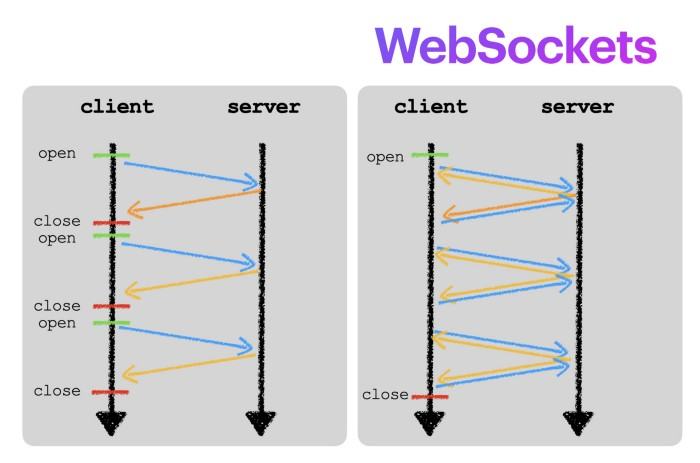 WebSockets
client server
open
close
open
close
open
close
client server
open
close